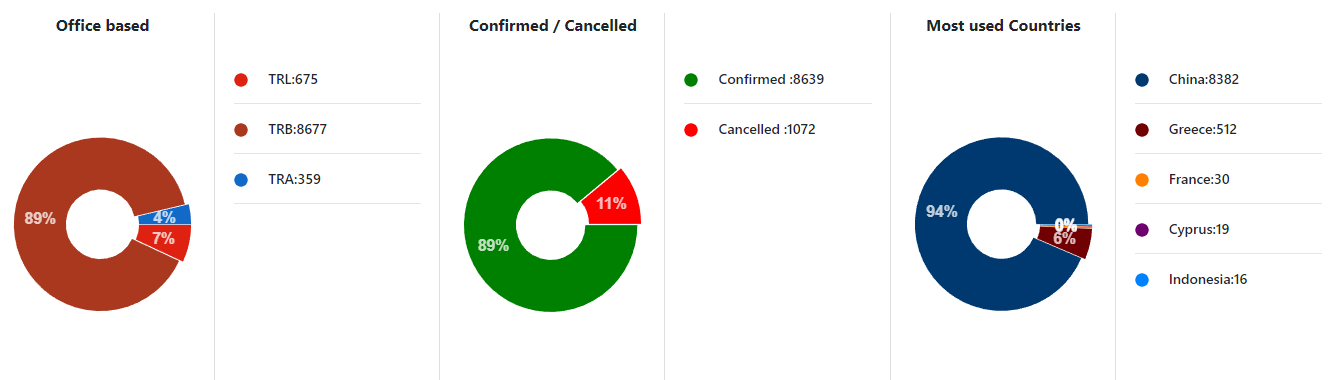 Office based
TRL:675
TRB:8677
TRA:359
89%
4%
7%
Confirmed / Cancelled
Confirmed :8639
Cancelled :1072
11%
89%
Most used Countries
China:8382
Greece:512
France:30
Cyprus:19
Indonesia:16
94%
0%
6%